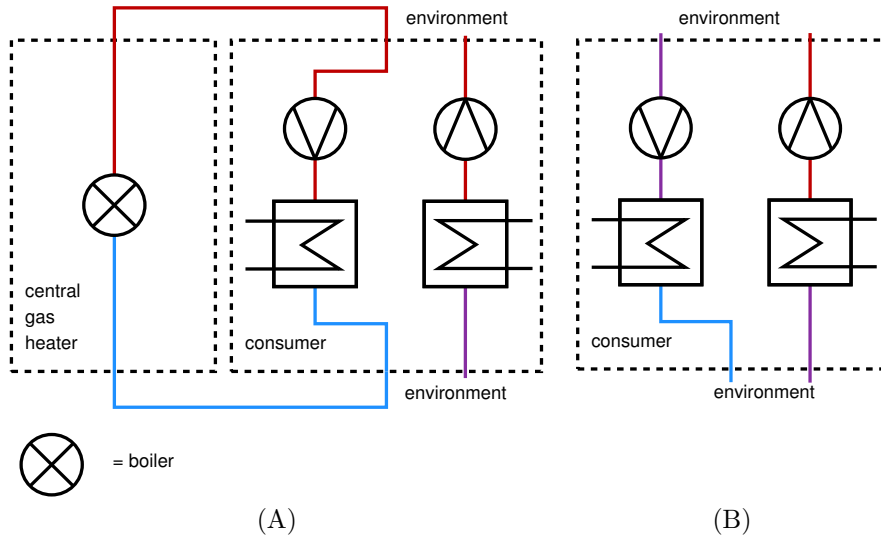 environment
environment
central
gas
heater
consumer
consumer
environment
environment
= boiler
(A)
(B)